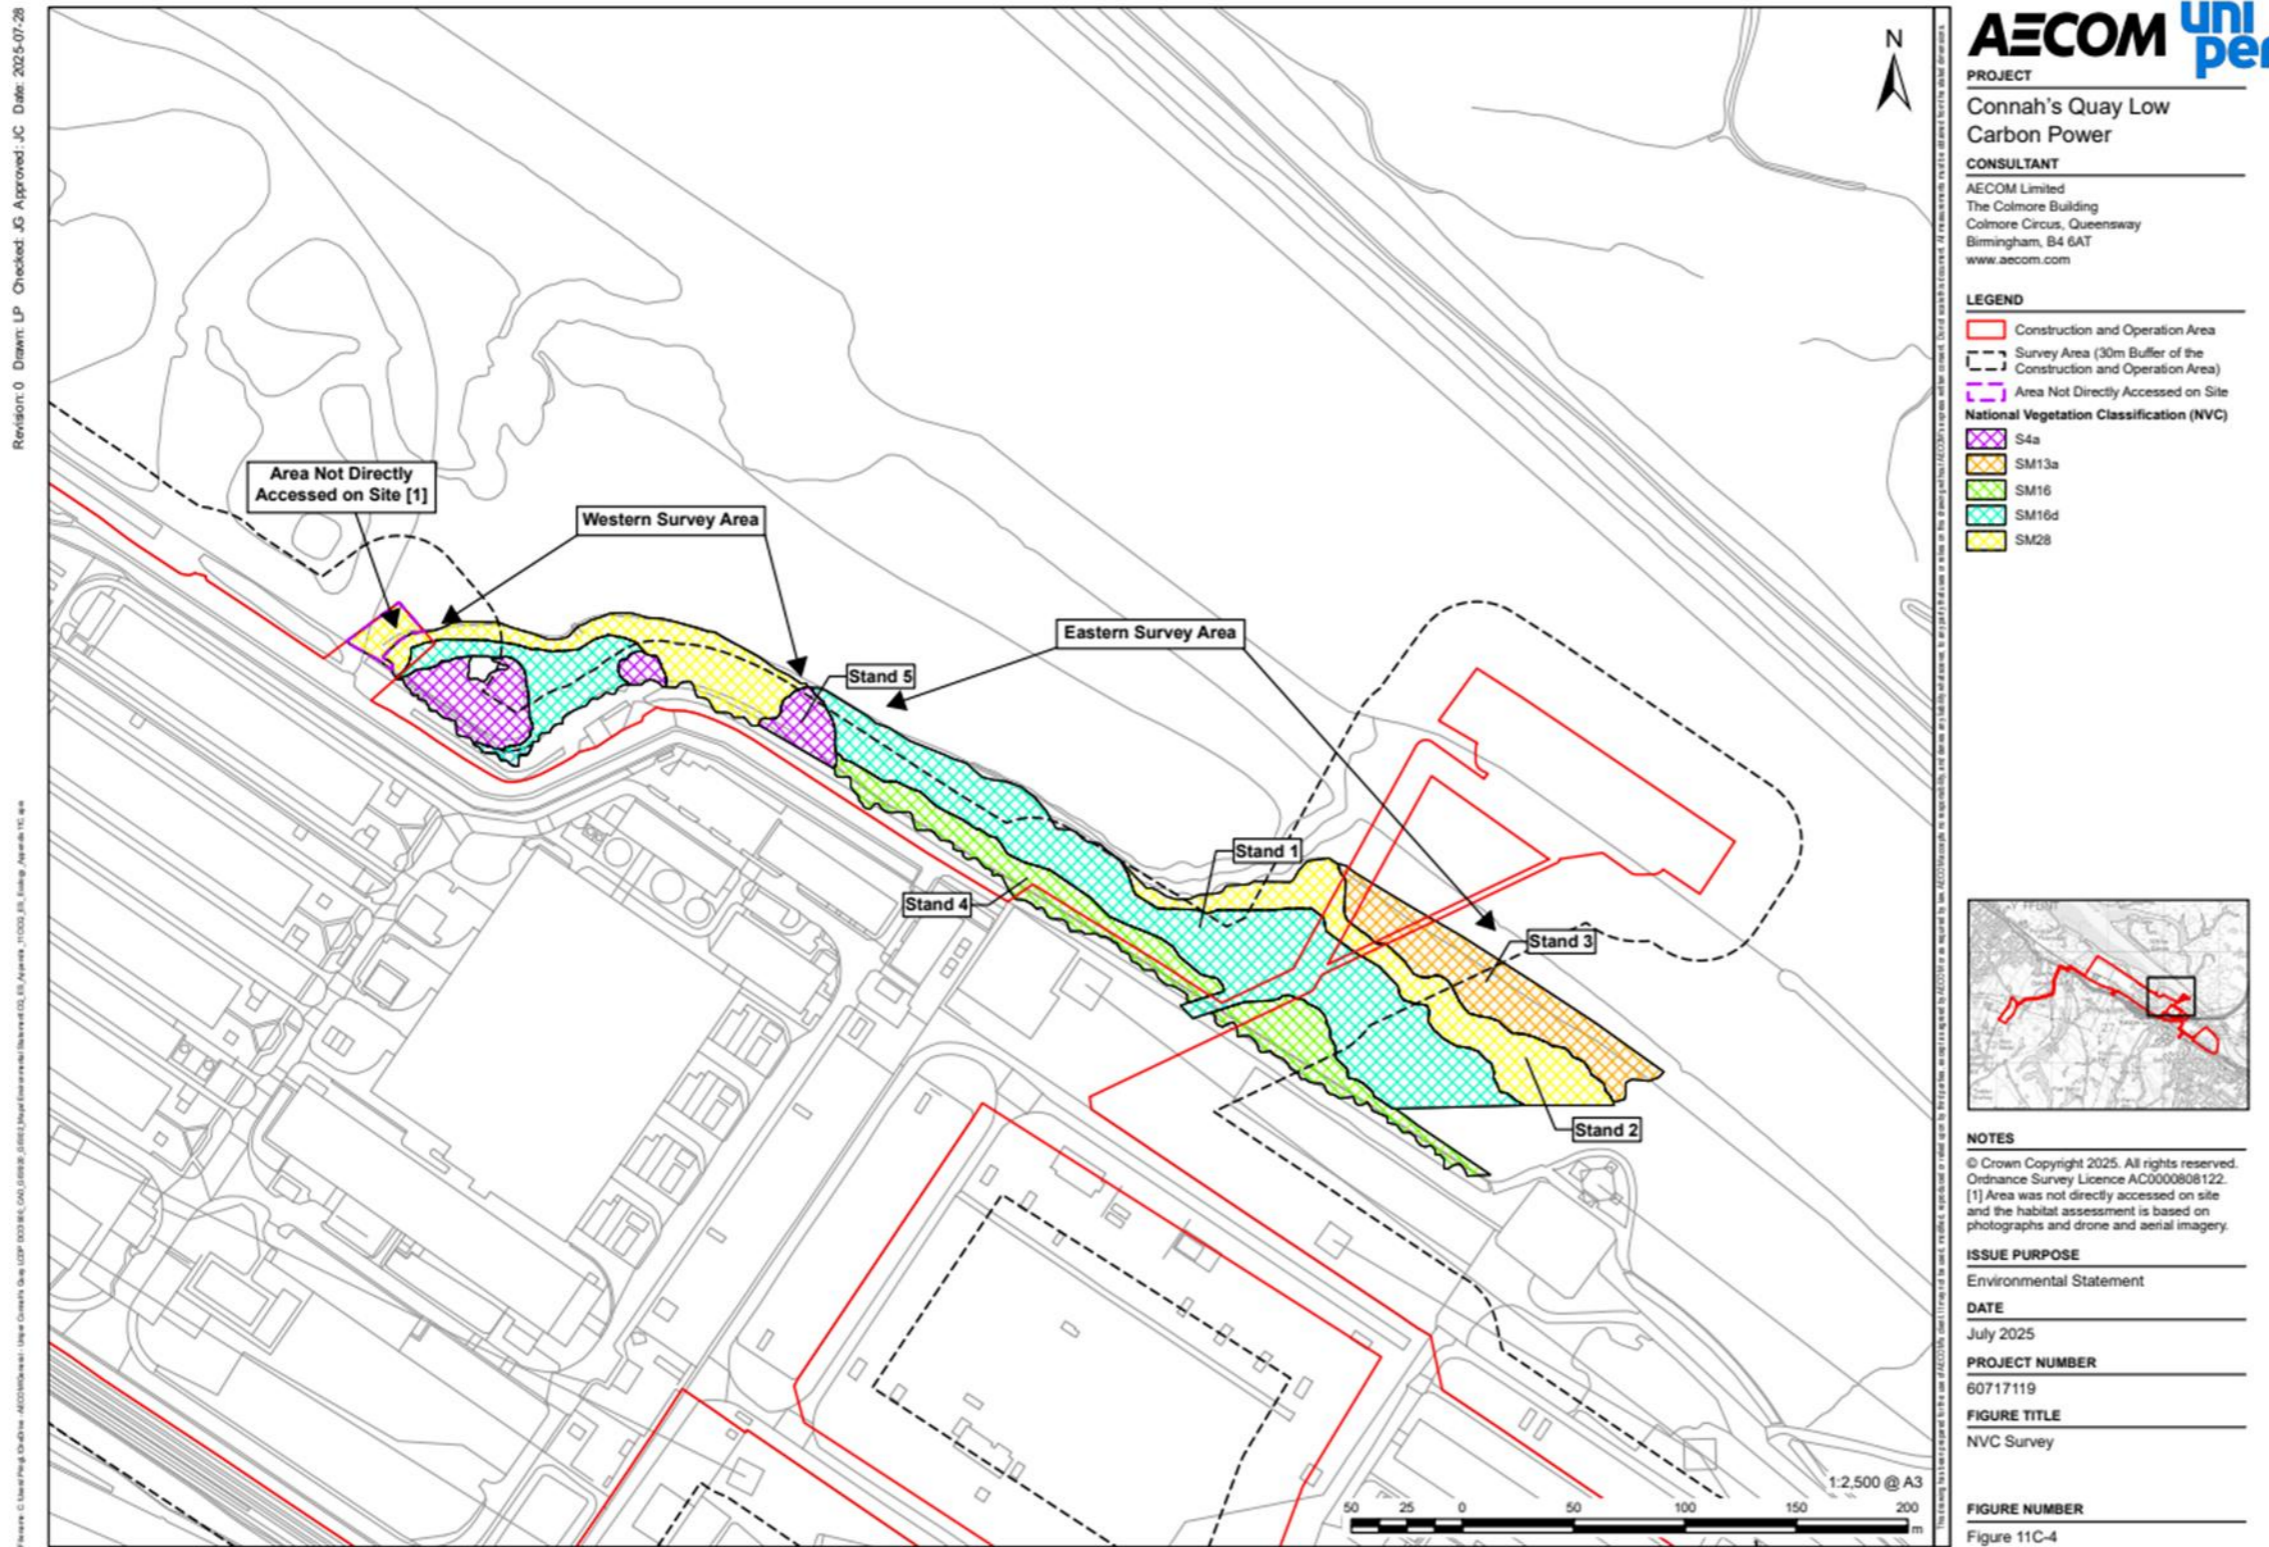 Revision: 0 Drawn: LP Checked: JG Approved: JC Date: 2025-07-28
N
Area Not Directly
Accessed on Site [1]
Western Survey Area
Stand 5
Eastern Survey Area
Stand 1
Stand 4
Stand 3
Stand 2
1:2,500 @ A3
50 25 0 50 100 150 200
m
AECOM
uni
per
PROJECT
Connah's Quay Low
Carbon Power
CONSULTANT
AECOM Limited
The Colmore Building
Colmore Circus, Queensway
Birmingham, B4 6AT
www.aecom.com
LEGEND
Construction and Operation Area
Survey Area (30m Buffer of the
Construction and Operation Area)
Area Not Directly Accessed on Site
National Vegetation Classification (NVC)
S4a
SM13a
SM16
SM16d
SM28
NOTES
© Crown Copyright 2025. All rights reserved.
Ordnance Survey Licence AC0000808122.
[1] Area was not directly accessed on site
and the habitat assessment is based on
photographs and drone and aerial imagery.
ISSUE PURPOSE
Environmental Statement
DATE
July 2025
PROJECT NUMBER
60717119
FIGURE TITLE
NVC Survey
FIGURE NUMBER
Figure 11C-4